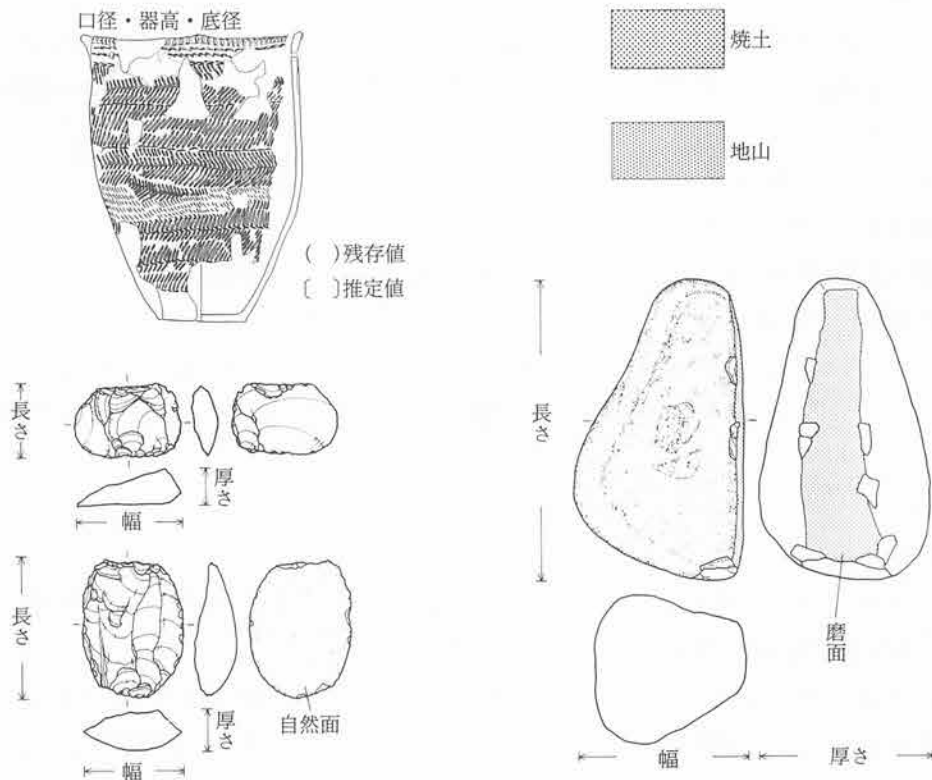 口径・器高・底径
焼土
地山
( )残存値
〔 〕推定値
長さ
厚さ
幅
長さ
自然面
厚さ
幅
長さ
磨面
幅
厚さ